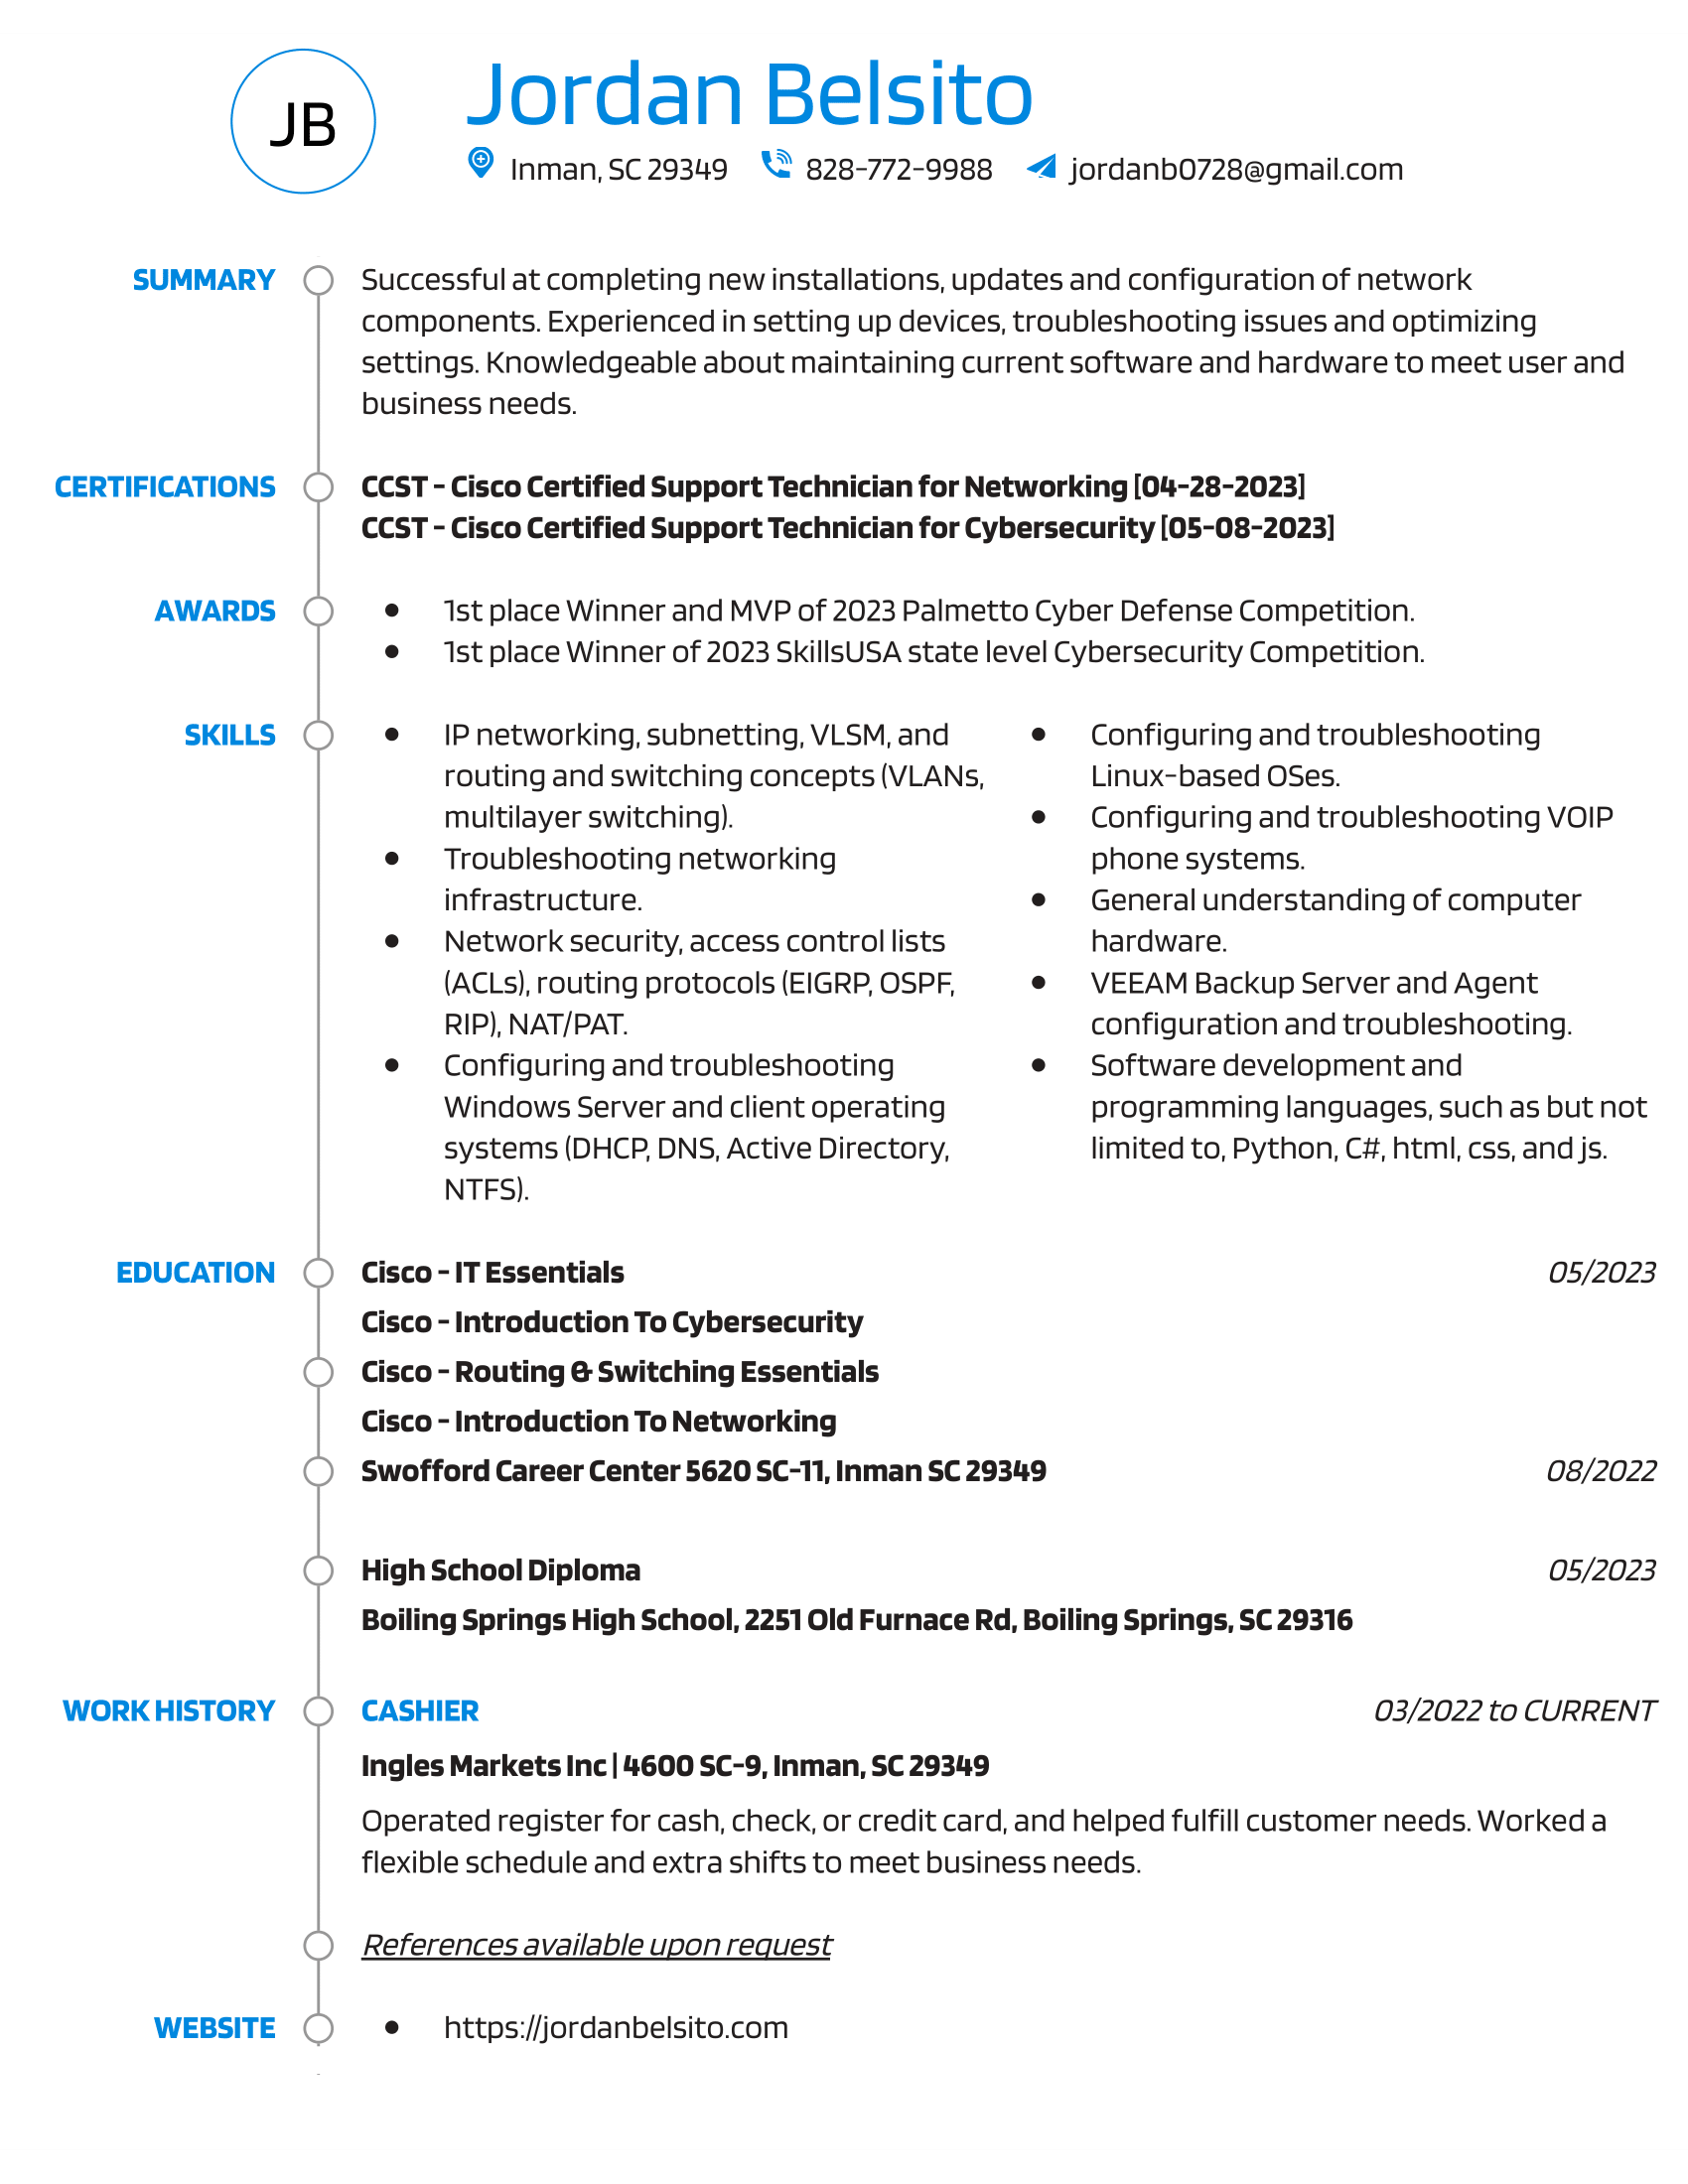 JB
Jordan Belsito
Inman, SC 29349 828-772-9988 jordanb0728@gmail.com
SUMMARY
Successful at completing new installations, updates and configuration of network
components. Experienced in setting up devices, troubleshooting issues and optimizing
settings. Knowledgeable about maintaining current software and hardware to meet user and
business needs.
CERTIFICATIONS
CCST - Cisco Certified Support Technician for Networking [04-28-2023]
CCST - Cisco Certified Support Technician for Cybersecurity [05-08-2023]
AWARDS
● 1st place Winner and MVP of 2023 Palmetto Cyber Defense Competition.
● 1st place Winner of 2023 SkillsUSA state level Cybersecurity Competition.
SKILLS
● IP networking, subnetting, VLSM, and
routing and switching concepts (VLANs,
multilayer switching).
● Troubleshooting networking
infrastructure.
● Network security, access control lists
(ACLs), routing protocols (EIGRP, OSPF,
RIP), NAT/PAT.
● Configuring and troubleshooting
Windows Server and client operating
systems (DHCP, DNS, Active Directory,
NTFS).
● Configuring and troubleshooting
Linux-based OSes.
● Configuring and troubleshooting VOIP
phone systems.
● General understanding of computer
hardware.
● VEEAM Backup Server and Agent
configuration and troubleshooting.
● Software development and
programming languages, such as but not
limited to, Python, C#, html, css, and js.
EDUCATION
Cisco - IT Essentials 05/2023
Cisco - Introduction To Cybersecurity
Cisco - Routing & Switching Essentials
Cisco - Introduction To Networking
Swofford Career Center 5620 SC-11, Inman SC 29349 08/2022
High School Diploma 05/2023
Boiling Springs High School, 2251 Old Furnace Rd, Boiling Springs, SC 29316
WORK HISTORY
CASHIER 03/2022 to CURRENT
Ingles Markets Inc | 4600 SC-9, Inman, SC 29349
Operated register for cash, check, or credit card, and helped fulfill customer needs. Worked a
flexible schedule and extra shifts to meet business needs.
References available upon request
WEBSITE
● https://jordanbelsito.com